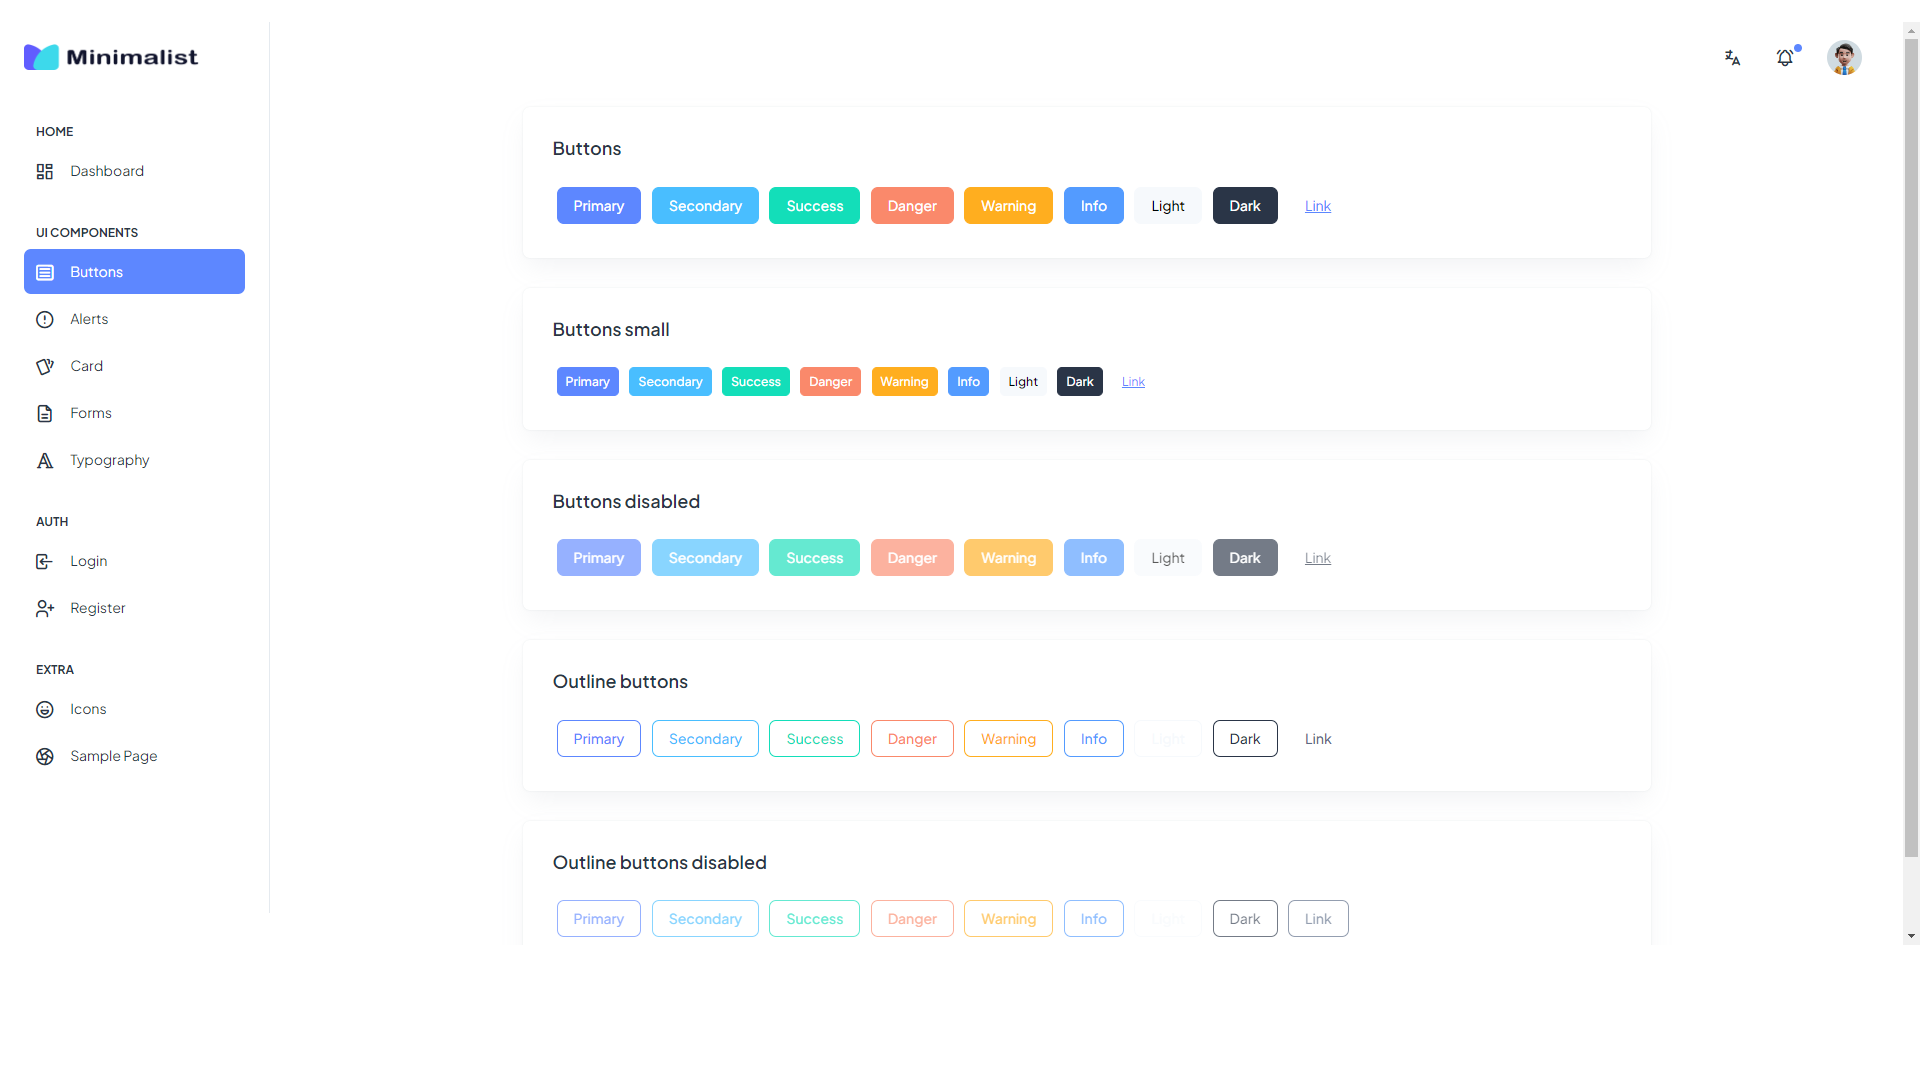 Minimalist
HOME
Dashboard
UI COMPONENTS
Buttons
Alerts
Card
Forms
Typography
AUTH
Login
Register
EXTRA
Icons
Sample Page
Buttons
Primary Secondary Success Danger Warning Info Light Dark Link
Buttons small
Primary Secondary Success Danger Warning Info Light Dark Link
Buttons disabled
Primary Secondary Success Danger Warning Info Light Dark Link
Outline buttons
Primary Secondary Success Danger Warning Info Light Dark Link
Outline buttons disabled
Primary Secondary Success Danger Warning Info Dark Link